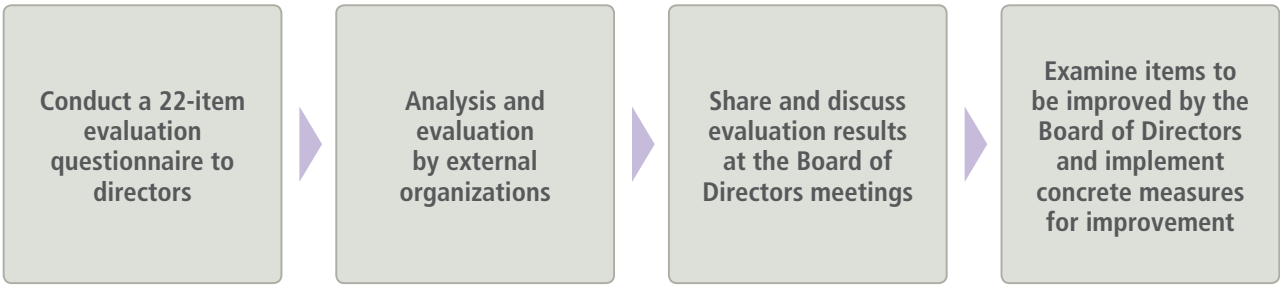 Conduct a 22-item
evaluation
questionnaire to
directors
Analysis and
evaluation
by external
organizations
Share and discuss
evaluation results
at the Board of
Directors meetings
Examine items to
be improved by the
Board of Directors
and implement
concrete measures
for improvement